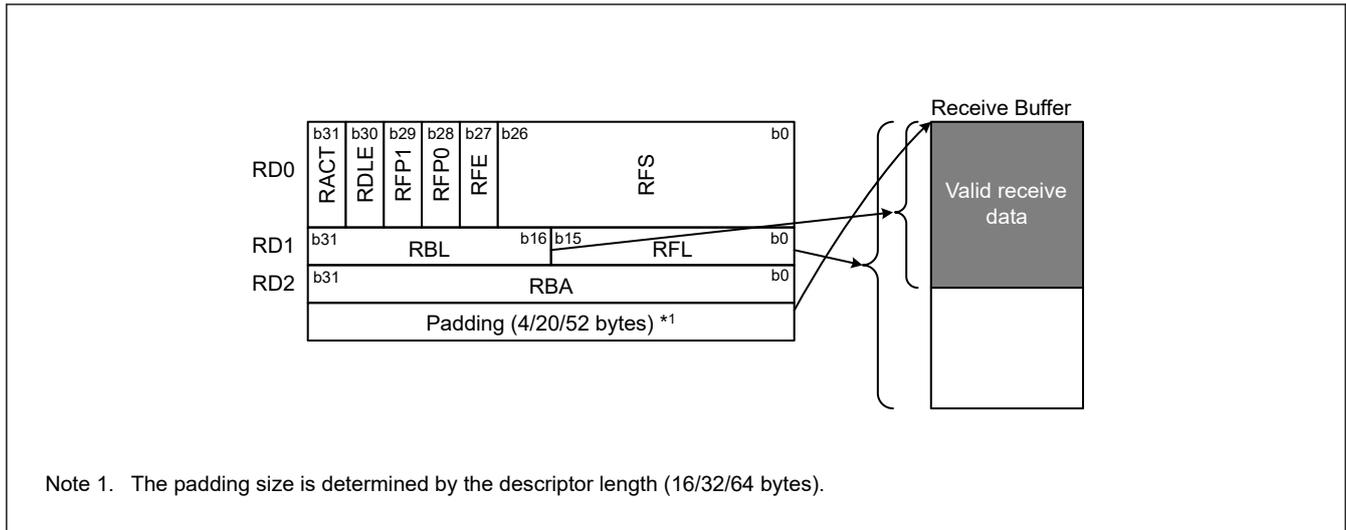 Receive Buffer
b31 b30 b29 b28 b27 b26 b0
RD0 RACT RDLE RFP1 RFP0 RFE RFS
Valid receive
data
b31 b16 b15 b0
RD1 RBL RFL
b31 b0
RD2 RBA
Padding (4/20/52 bytes) *1
Note 1. The padding size is determined by the descriptor length (16/32/64 bytes).